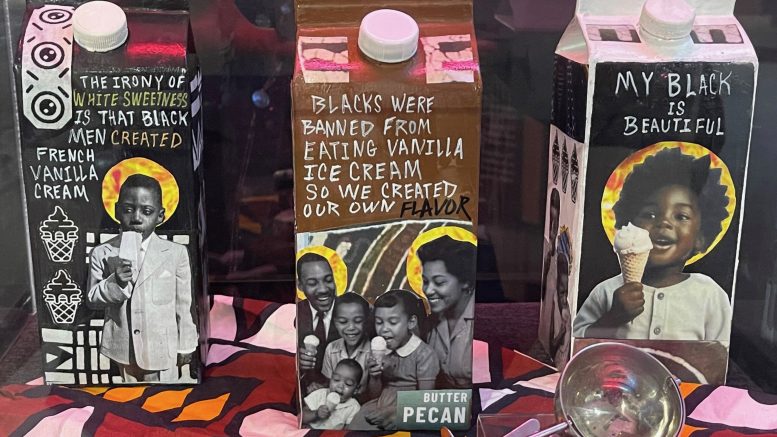 THE IRONY OF
WHITE SWEETNESS
IS THAT BLACK
MEN CREATED
FRENCH
VANILLA
CREAM
BLACKS WERE
BANNED FROM
EATING VANILLA
ICE CREAM
SO WE CREATED
OUR OWN FLAVOR
BUTTER
PECAN
MY BLACK
IS
BEAUTIFUL